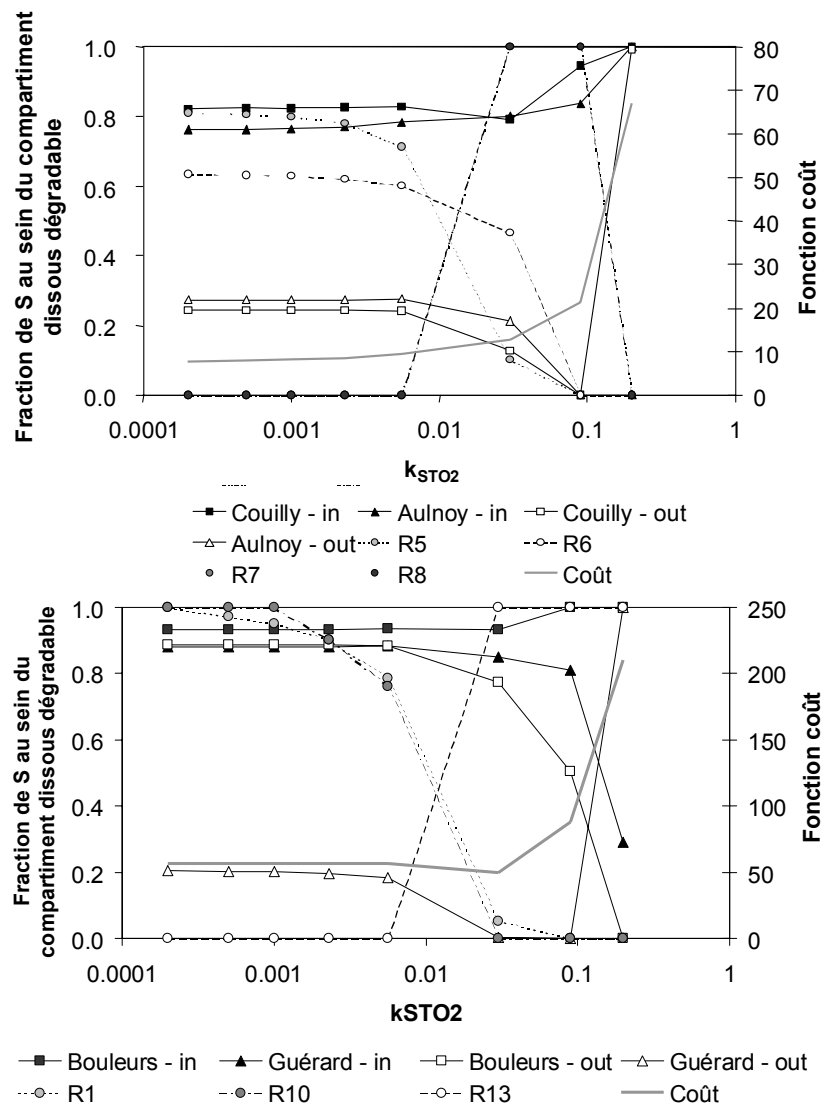 Fraction de S au sein du compartiment
dissous dégradable
1.0
0.8
0.6
0.4
0.2
0.0
80
70
60
50
40
30
20
10
0
Fonction coût
0.0001
0.001
0.01
0.1
1
kSTO2
Couilly - in
Aulnoy - in
Couilly - out
Aulnoy - out
R5
R6
R7
R8
Coût
Fraction de S au sein du
compartiment dissous dégradable
1.0
0.8
0.6
0.4
0.2
0.0
250
200
150
100
50
0
Fonction coût
0.0001
0.001
0.01
0.1
1
kSTO2
Bouleurs - in
Guérard - in
Bouleurs - out
Guérard - out
R1
R10
R13
Coût